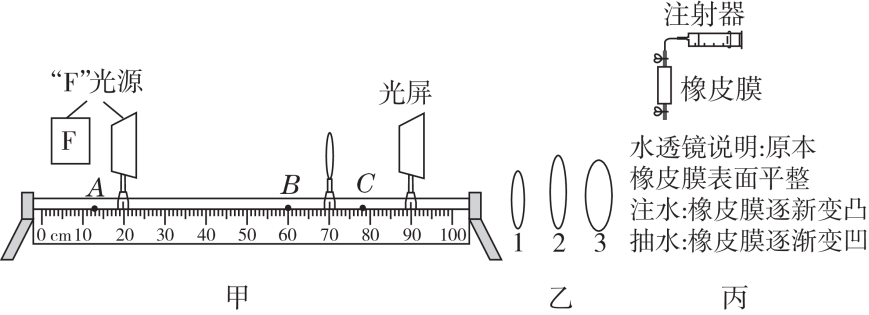 注射器
“F”光源
光屏
橡皮膜
F
A
B
C
水透镜说明:原本
橡皮膜表面平整
注水:橡皮膜逐新变凸
抽水:橡皮膜逐渐变凹
0 cm 10 20 30 40 50 60 70 80 90 100
1 2 3
甲
乙
丙